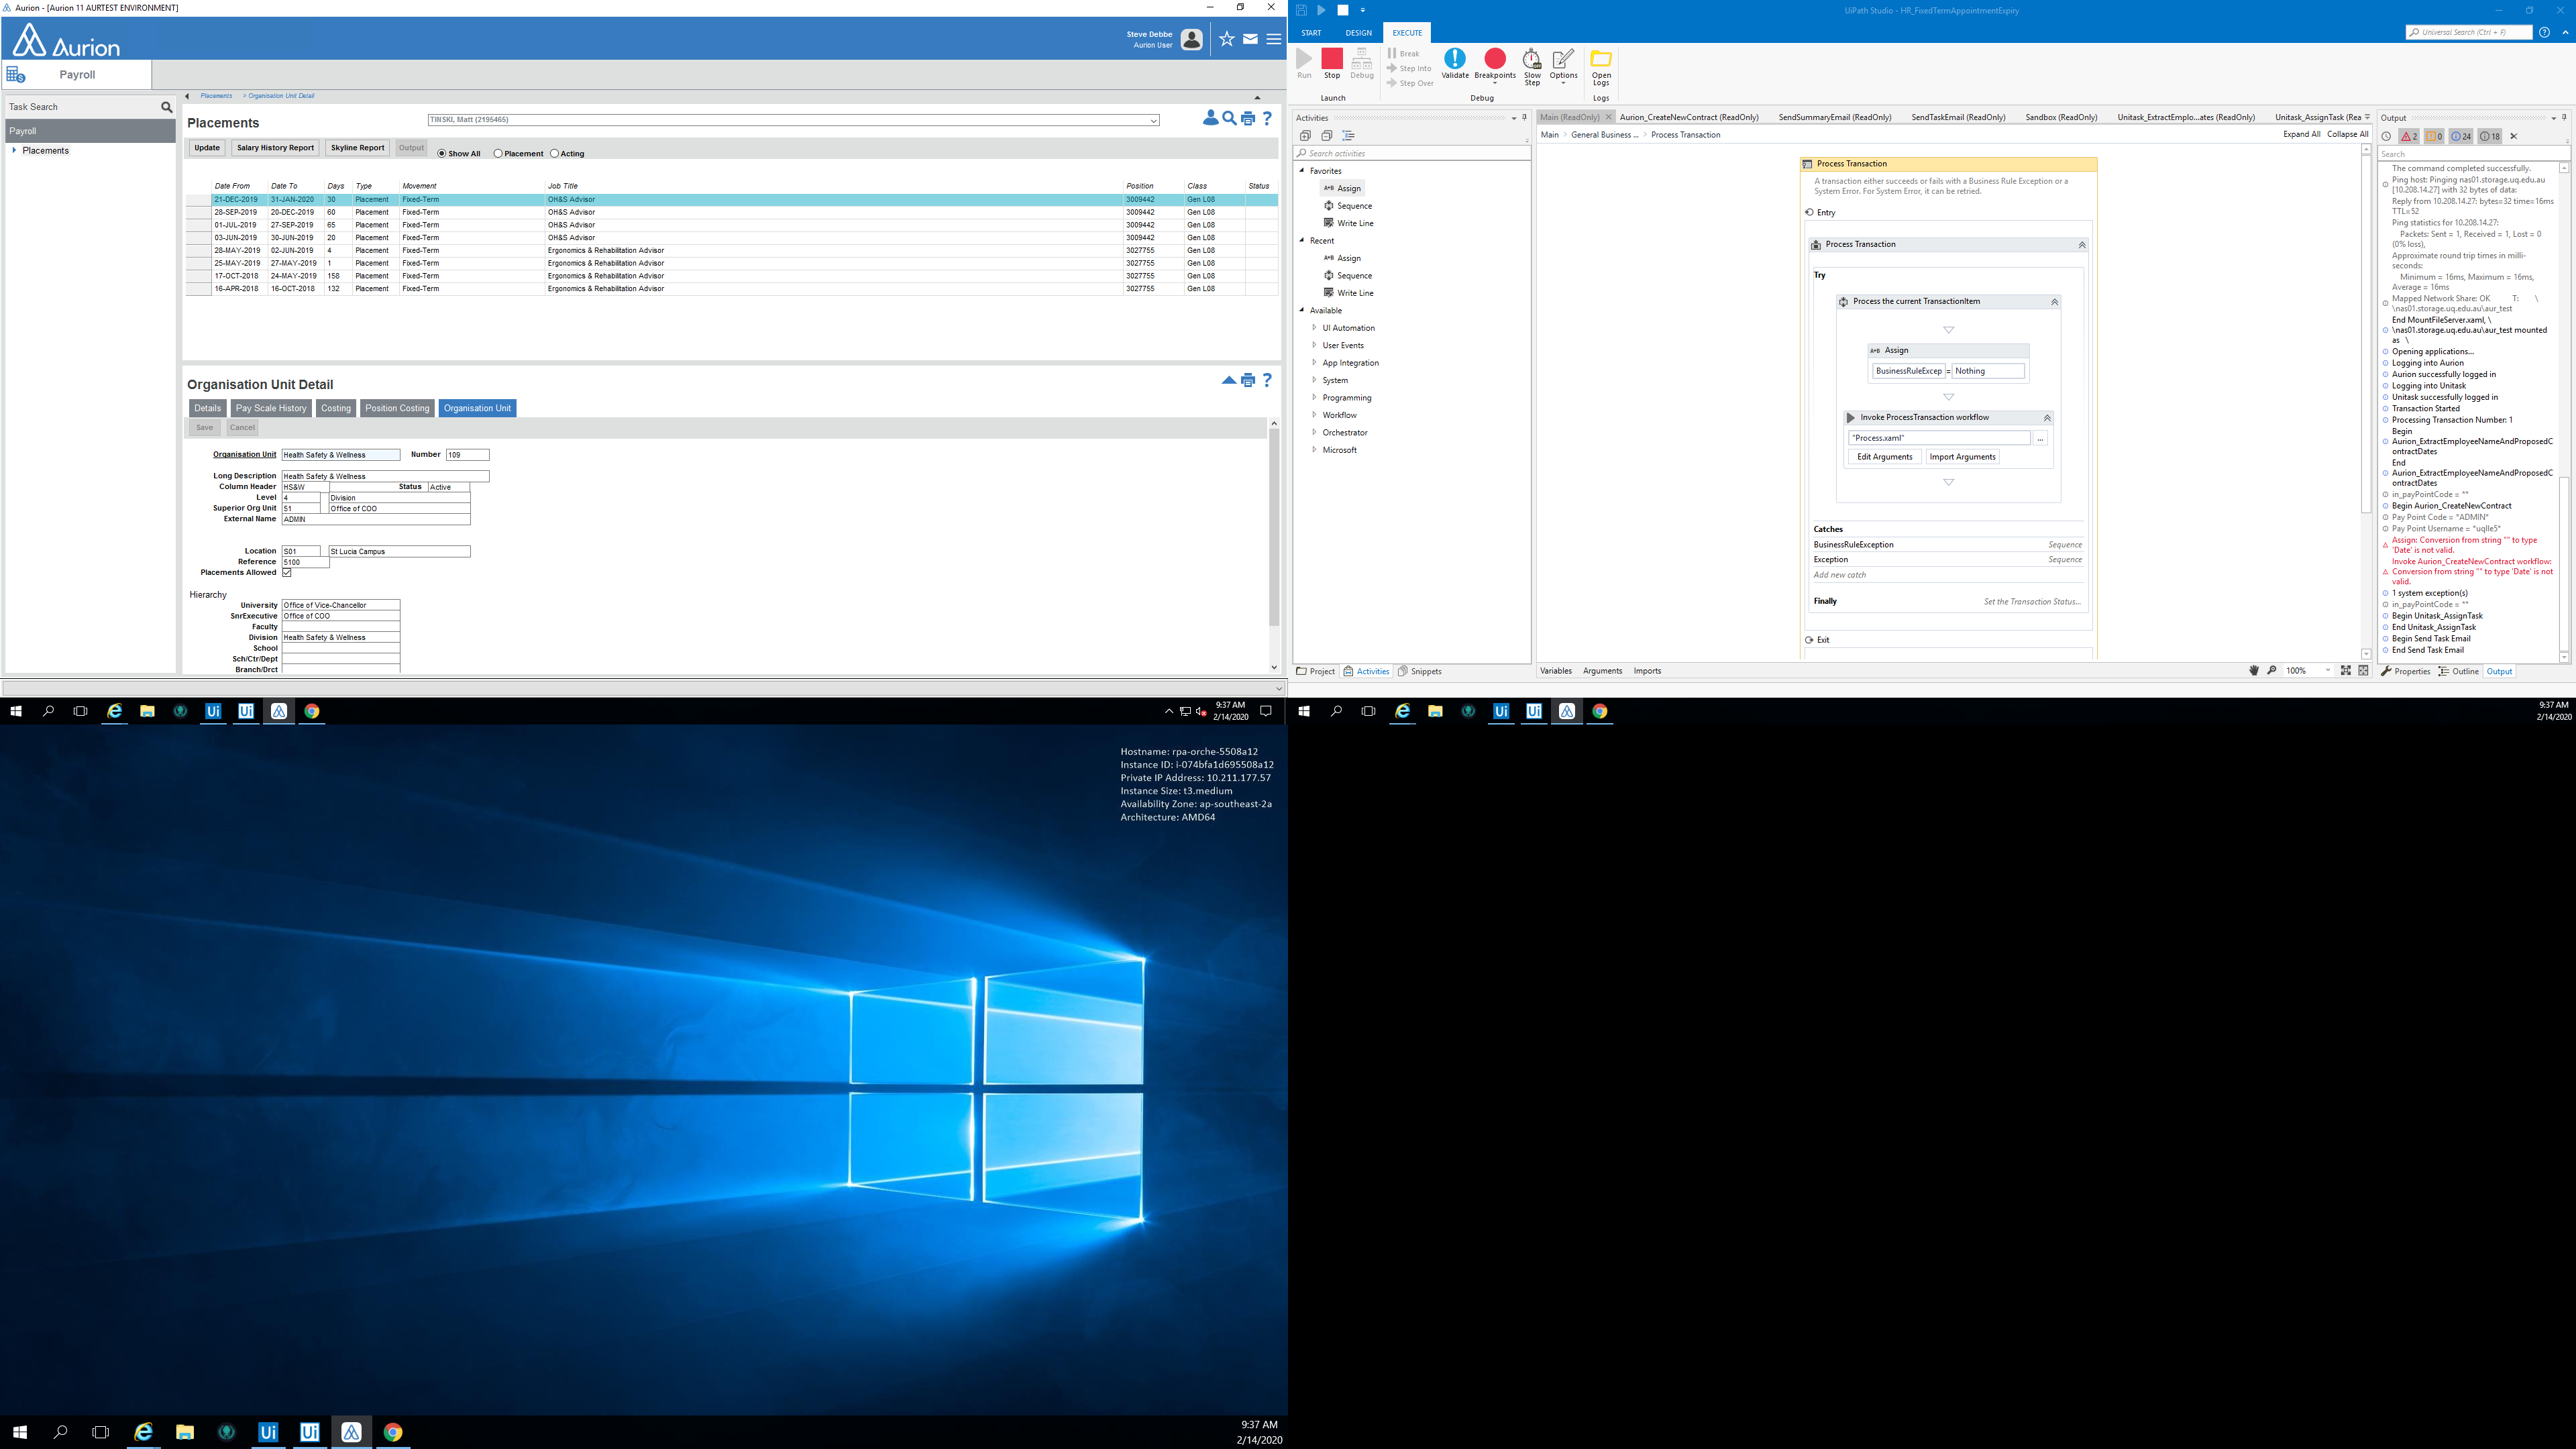 Aurion - [Aurion 11 AURTEST ENVIRONMENT]
Aurion
Steve Debbe
Aurion User
Payroll
Task Search
Payroll
Placements
Placements > Organisation Unit Detail
Placements
TINSKI, Matt (2195465)
Update Salary History Report Skyline Report Output Show All Placement Acting
Date From Date To Days Type Movement Job Title Position Class Status
21-DEC-2019 31-JAN-2020 30 Placement Fixed-Term OH&S Advisor 3009442 Gen L08
28-SEP-2019 20-DEC-2019 60 Placement Fixed-Term OH&S Advisor 3009442 Gen L08
01-JUL-2019 27-SEP-2019 65 Placement Fixed-Term OH&S Advisor 3009442 Gen L08
03-JUN-2019 30-JUN-2019 20 Placement Fixed-Term OH&S Advisor 3009442 Gen L08
28-MAY-2019 02-JUN-2019 4 Placement Fixed-Term Ergonomics & Rehabilitation Advisor 3027755 Gen L08
25-MAY-2019 27-MAY-2019 1 Placement Fixed-Term Ergonomics & Rehabilitation Advisor 3027755 Gen L08
17-OCT-2018 24-MAY-2019 158 Placement Fixed-Term Ergonomics & Rehabilitation Advisor 3027755 Gen L08
16-APR-2018 16-OCT-2018 132 Placement Fixed-Term Ergonomics & Rehabilitation Advisor 3027755 Gen L08
Organisation Unit Detail
Details Pay Scale History Costing Position Costing Organisation Unit
Save Cancel
Organisation Unit Health Safety & Wellness Number 109
Long Description Health Safety & Wellness
Column Header HS&W Status Active
Level 4 Division
Superior Org Unit 51 Office of COO
External Name ADMIN
Location S01 St Lucia Campus
Reference 5100
Placements Allowed
Hierarchy
University Office of Vice-Chancellor
SnrExecutive Office of COO
Faculty
Division Health Safety & Wellness
School
Sch/Ctr/Dept
Branch/Drct
9:37 AM
2/14/2020
UiPath Studio - HR_FixedTermAppointmentExpiry
START DESIGN EXECUTE
Universal Search (Ctrl + F)
Run Stop Debug
Break
Step Into
Step Over
Validate Breakpoints Slow Step Options Open Logs
Launch Debug Logs
Activities
Search activities
Favorites
A+B Assign
Sequence
Write Line
Recent
A+B Assign
Sequence
Write Line
Available
UI Automation
User Events
App Integration
System
Programming
Workflow
Orchestrator
Microsoft
Project Activities Snippets
Main (ReadOnly) Aurion_CreateNewContract (ReadOnly) SendSummaryEmail (ReadOnly) SendTaskEmail (ReadOnly) Sandbox (ReadOnly) Unitask_ExtractEmplo...ates (ReadOnly) Unitask_AssignTask (Rea
Main > General Business ... > Process Transaction
Expand All Collapse All
Process Transaction
A transaction either succeeds or fails with a Business Rule Exception or a
System Error. For System Error, it can be retried.
Entry
Process Transaction
Try
Process the current TransactionItem
A+B Assign
BusinessRuleExcep = Nothing
Invoke ProcessTransaction workflow
"Process.xaml" ...
Edit Arguments Import Arguments
Catches
BusinessRuleException Sequence
Exception Sequence
Add new catch
Finally Set the Transaction Status...
Exit
Variables Arguments Imports
100%
Output
2 0 24 18
Search
The command completed successfully.
Ping host: Pinging nas01.storage.uq.edu.au
[10.208.14.27] with 32 bytes of data:
Reply from 10.208.14.27: bytes=32 time=16ms
TTL=52
Ping statistics for 10.208.14.27:
Packets: Sent = 1, Received = 1, Lost = 0
(0% loss),
Approximate round trip times in milli-
seconds:
Minimum = 16ms, Maximum = 16ms,
Average = 16ms
Mapped Network Share: OK T: \
\nas01.storage.uq.edu.au\aur_test
End MountFileServer.xaml, \
\nas01.storage.uq.edu.au\aur_test mounted
as \
Opening applications...
Logging into Aurion
Aurion successfully logged in
Logging into Unitask
Unitask successfully logged in
Transaction Started
Processing Transaction Number: 1
Begin
Aurion_ExtractEmployeeNameAndProposedC
ontractDates
End
Aurion_ExtractEmployeeNameAndProposedC
ontractDates
in_payPointCode = ""
Begin Aurion_CreateNewContract
Pay Point Code = "ADMIN"
Pay Point Username = "uqlle5"
Assign: Conversion from string "" to type
'Date' is not valid.
Invoke Aurion_CreateNewContract workflow:
Conversion from string "" to type 'Date' is not
valid.
1 system exception(s)
in_payPointCode = ""
Begin Unitask_AssignTask
End Unitask_AssignTask
Begin Send Task Email
End Send Task Email
Properties Outline Output
9:37 AM
2/14/2020
Hostname: rpa-orche-5508a12
Instance ID: i-074bfa1d695508a12
Private IP Address: 10.211.177.57
Instance Size: t3.medium
Availability Zone: ap-southeast-2a
Architecture: AMD64
9:37 AM
2/14/2020